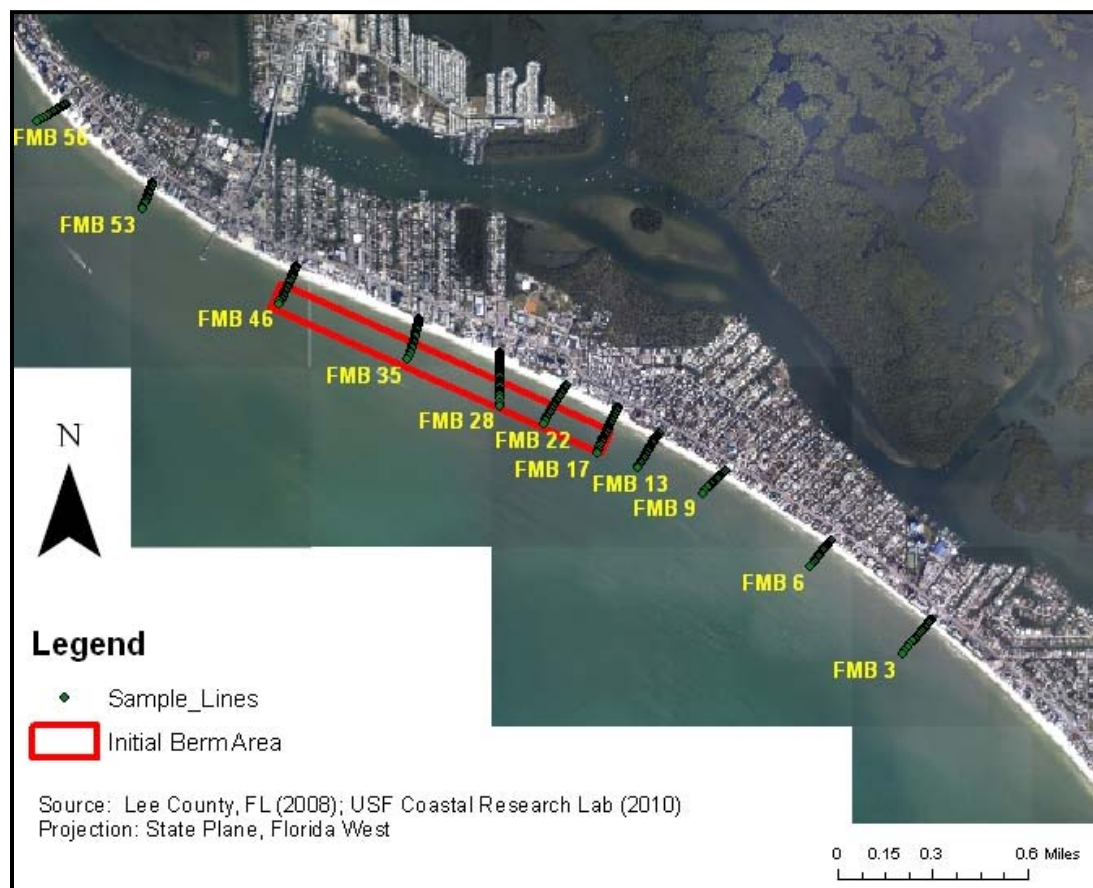 FMB 56
FMB 53
FMB 46
FMB 35
FMB 28
FMB 22
FMB 17
FMB 13
FMB 9
FMB 6
FMB 3
N
Legend
Sample_Lines
Initial Berm Area
Source: Lee County, FL (2008); USF Coastal Research Lab (2010)
Projection: State Plane, Florida West
0 0.15 0.3 0.6 Miles